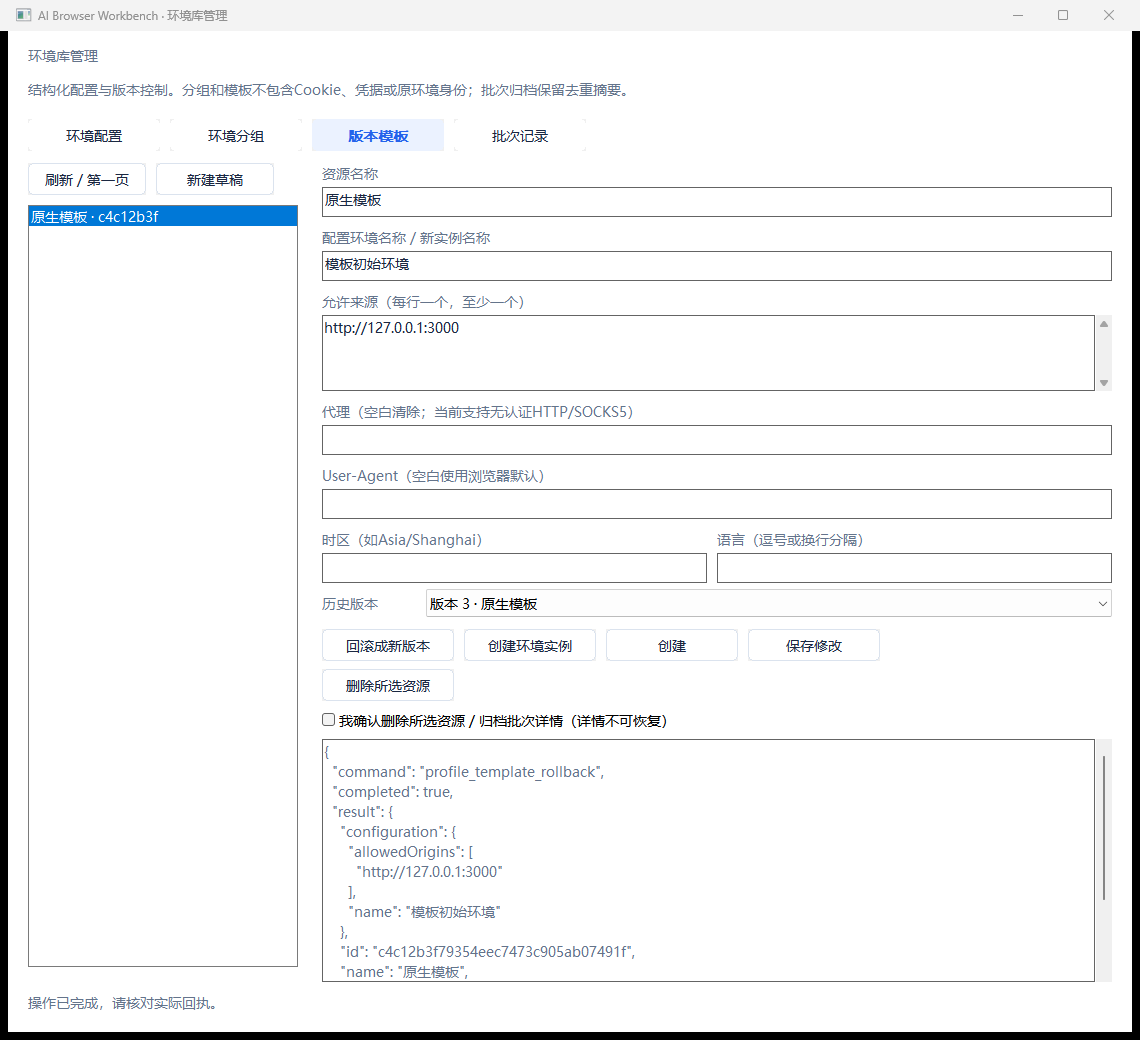 AI Browser Workbench · 环境库管理
环境库管理
结构化配置与版本控制。分组和模板不包含Cookie、凭据或原环境身份；批次归档保留去重摘要。
环境配置
环境分组
版本模板
批次记录
刷新 / 第一页
新建草稿
原生模板 · c4c12b3f
资源名称
原生模板
配置环境名称 / 新实例名称
模板初始环境
允许来源（每行一个，至少一个）
http://127.0.0.1:3000
代理（空白清除；当前支持无认证HTTP/SOCKS5）
User-Agent（空白使用浏览器默认）
时区（如Asia/Shanghai）
语言（逗号或换行分隔）
历史版本
版本 3 · 原生模板
回滚成新版本
创建环境实例
创建
保存修改
删除所选资源
我确认删除所选资源 / 归档批次详情（详情不可恢复）
{
"command": "profile_template_rollback",
"completed": true,
"result": {
"configuration": {
"allowedOrigins": [
"http://127.0.0.1:3000"
],
"name": "模板初始环境"
},
"id": "c4c12b3f79354eec7473c905ab07491f",
"name": "原生模板",
操作已完成，请核对实际回执。